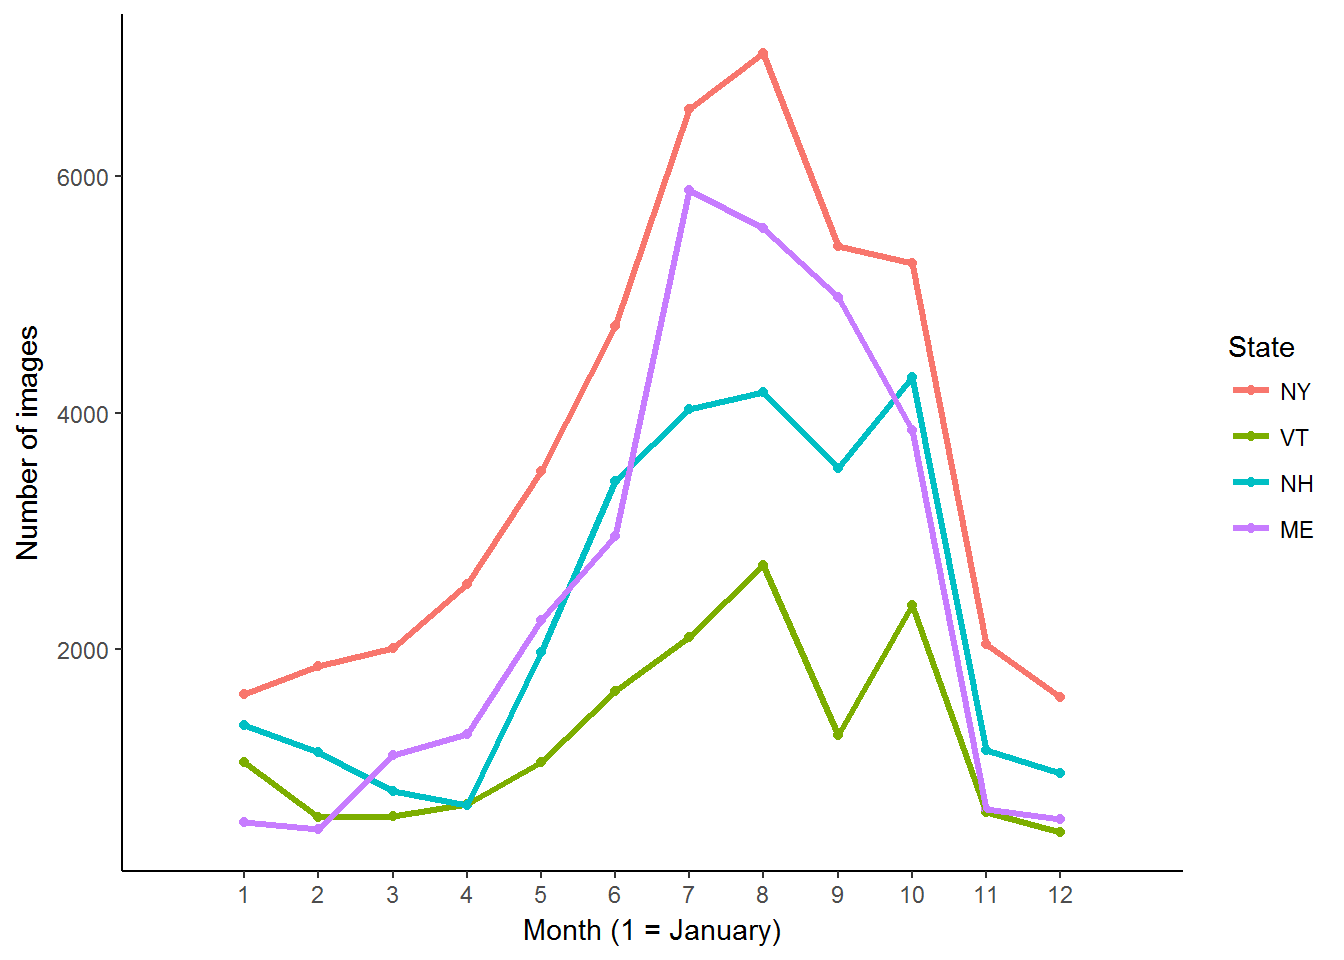 Number of images
6000
4000
2000
1 2 3 4 5 6 7 8 9 10 11 12
Month (1 = January)
State
NY
VT
NH
ME